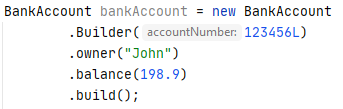 BankAccount bankAccount = new BankAccount
.Builder( accountNumber: 123456L)
.owner("John")
.balance(198.9)
.build();